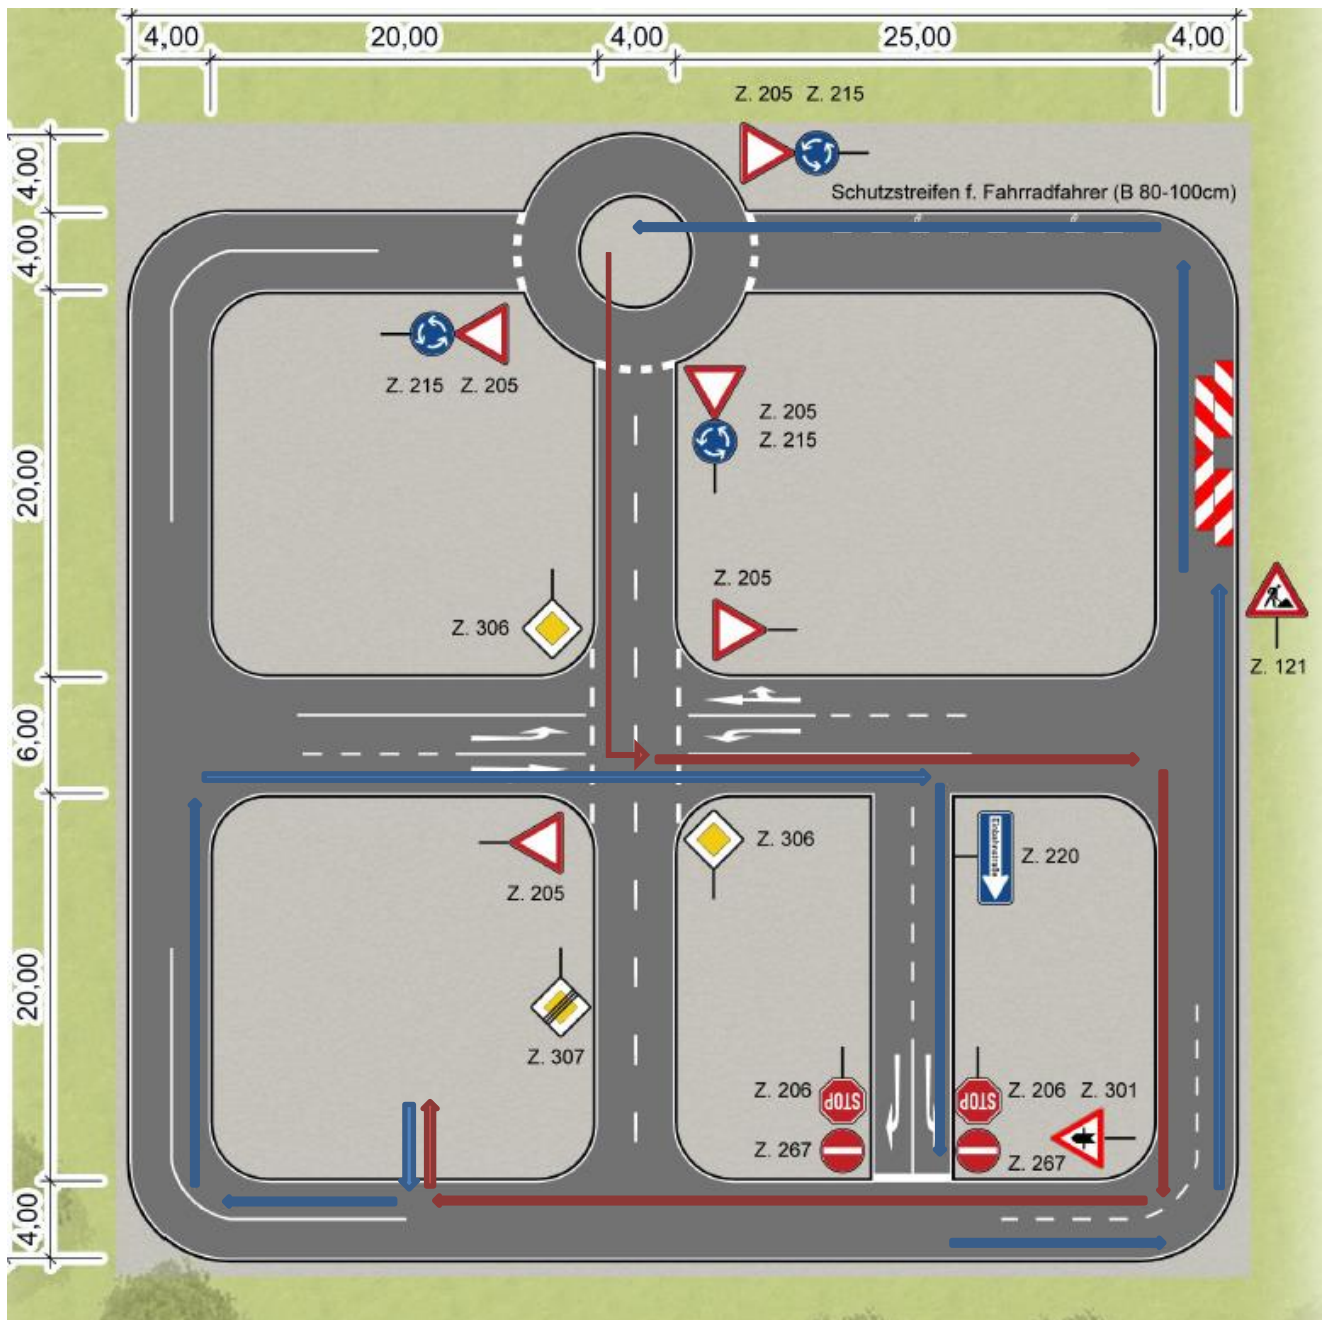 4,00 20,00 4,00 25,00 4,00
Z. 205 Z. 215
Schutzstreifen f. Fahrradfahrer (B 80-100cm)
4,00
4,00
20,00
6,00
20,00
4,00
Z. 215 Z. 205
Z. 205
Z. 215
Z. 205
Z. 306
Z. 121
Z. 306
Einbahnstraße
Z. 220
Z. 205
Z. 307
Z. 206
STOP
STOP
Z. 206 Z. 301
Z. 267
Z. 267